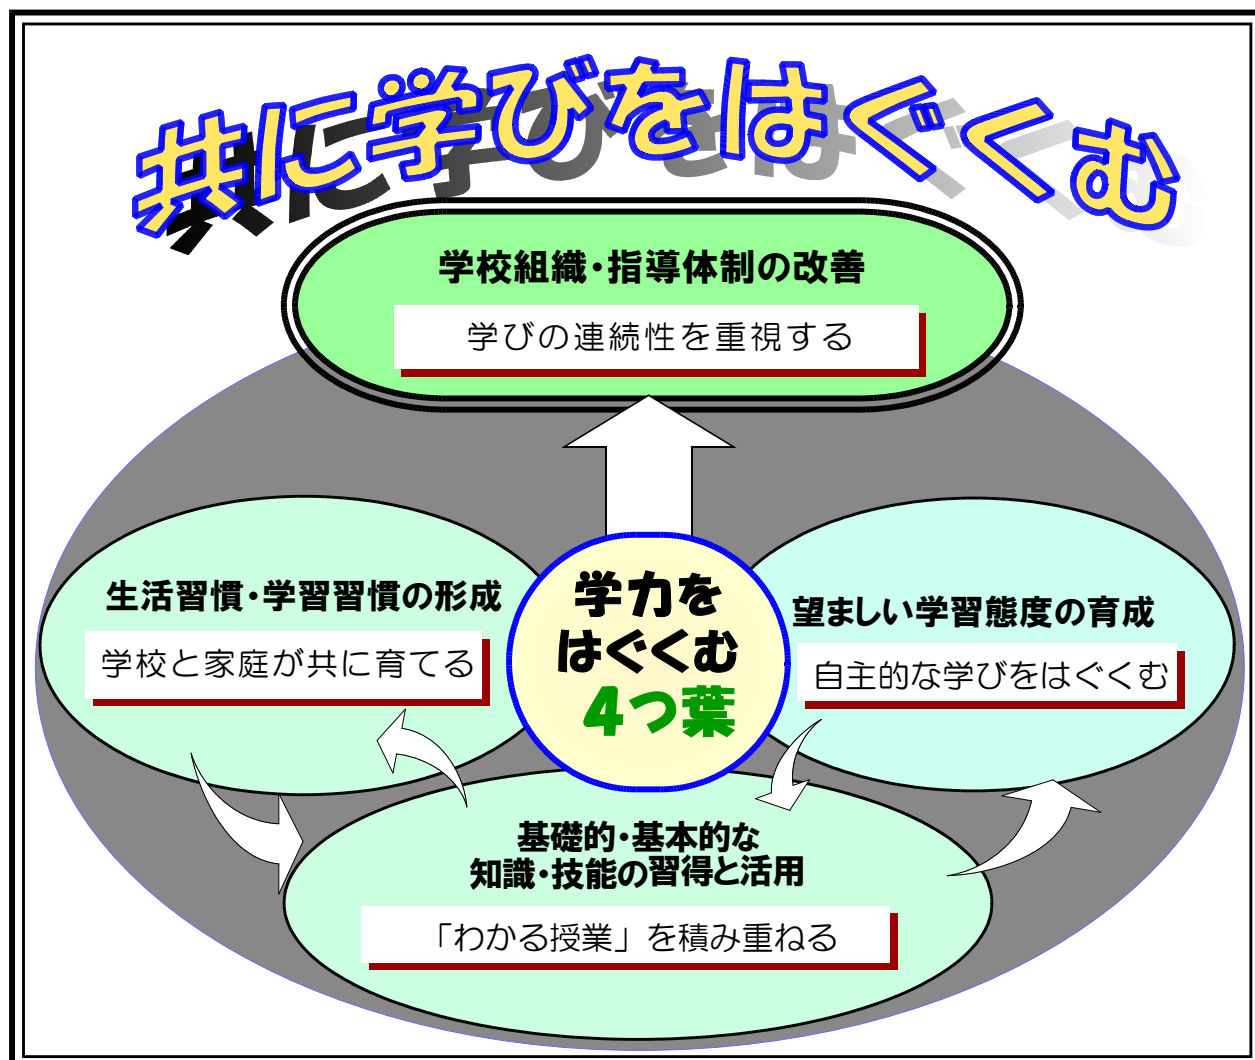 共に学びをはぐくむ
学校組織・指導体制の改善
学びの連続性を重視する
生活習慣・学習習慣の形成
学校と家庭が共に育てる
学力を
はぐくむ
4つ葉
望ましい学習態度の育成
自主的な学びをはぐくむ
基礎的・基本的な
知識・技能の習得と活用
「わかる授業」を積み重ねる